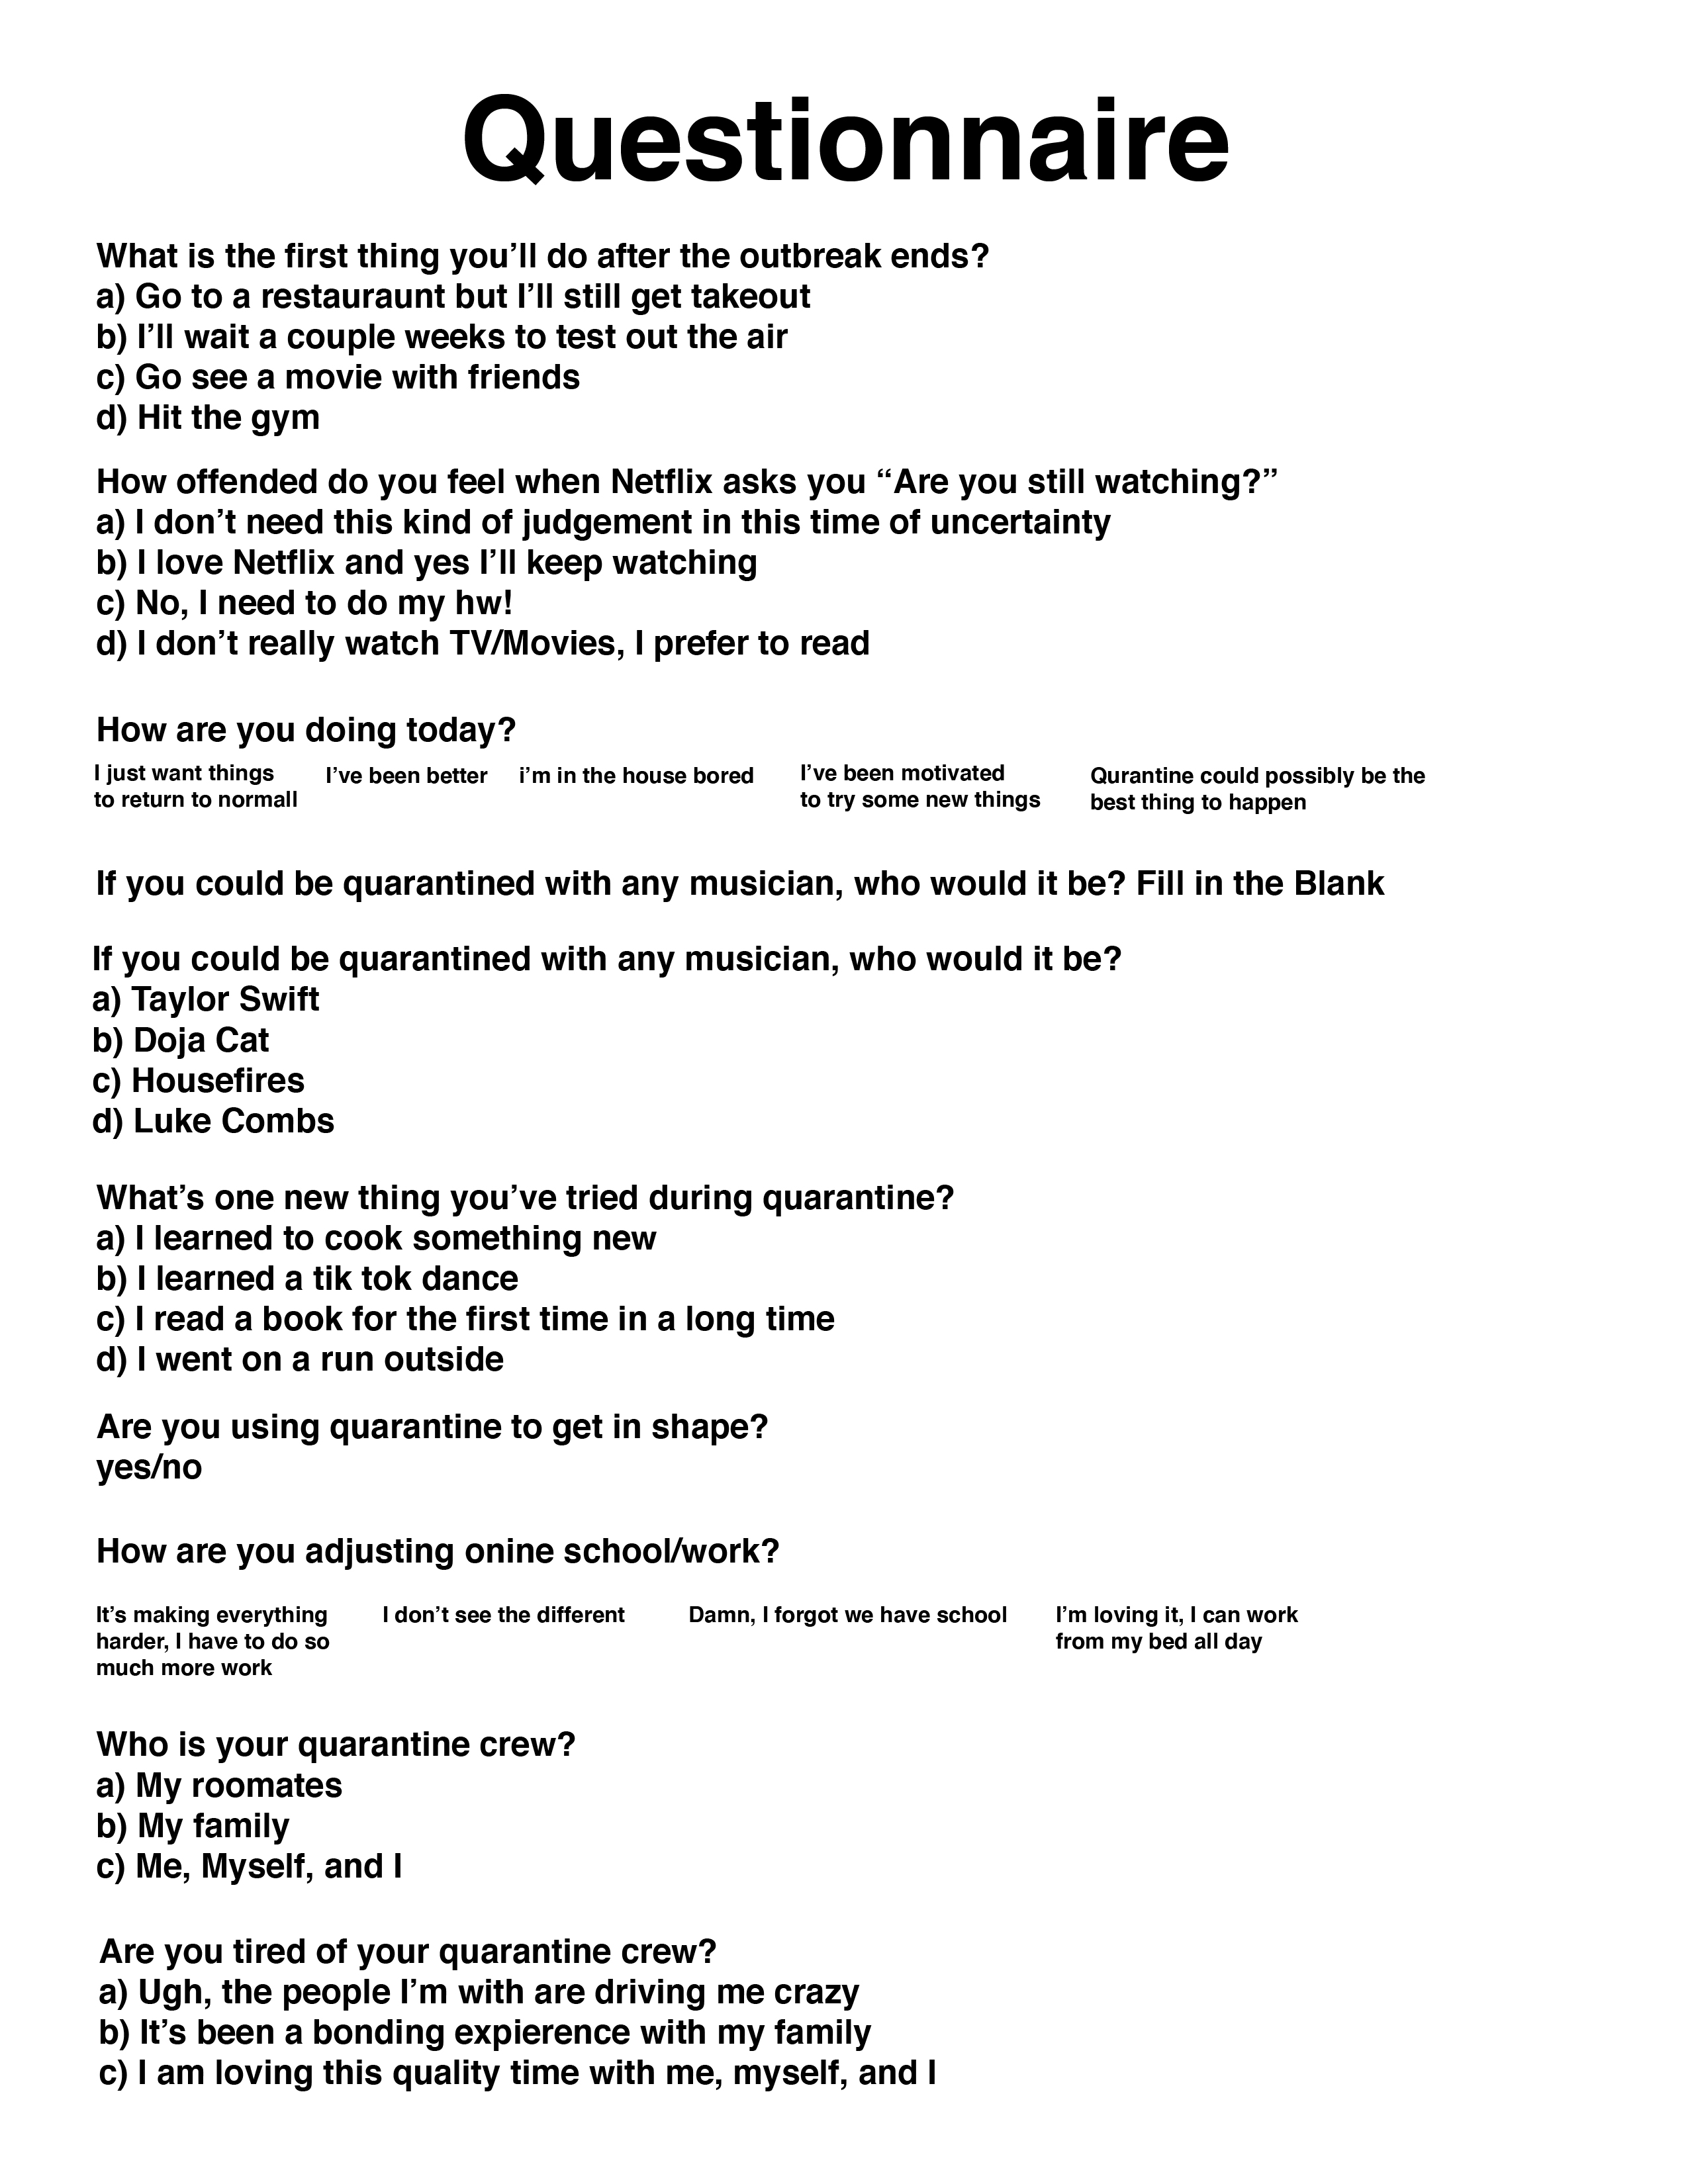 Questionnaire
What is the first thing you’ll do after the outbreak ends?
a) Go to a restauraunt but I’ll still get takeout
b) I’ll wait a couple weeks to test out the air
c) Go see a movie with friends
d) Hit the gym
How offended do you feel when Netflix asks you “Are you still watching?”
a) I don’t need this kind of judgement in this time of uncertainty
b) I love Netflix and yes I’ll keep watching
c) No, I need to do my hw!
d) I don’t really watch TV/Movies, I prefer to read
How are you doing today?
I just want things
to return to normall
I’ve been better
i’m in the house bored
I’ve been motivated
to try some new things
Qurantine could possibly be the
best thing to happen
If you could be quarantined with any musician, who would it be? Fill in the Blank
If you could be quarantined with any musician, who would it be?
a) Taylor Swift
b) Doja Cat
c) Housefires
d) Luke Combs
What’s one new thing you’ve tried during quarantine?
a) I learned to cook something new
b) I learned a tik tok dance
c) I read a book for the first time in a long time
d) I went on a run outside
Are you using quarantine to get in shape?
yes/no
How are you adjusting onine school/work?
It’s making everything
harder, I have to do so
much more work
I don’t see the different
Damn, I forgot we have school
I’m loving it, I can work
from my bed all day
Who is your quarantine crew?
a) My roomates
b) My family
c) Me, Myself, and I
Are you tired of your quarantine crew?
a) Ugh, the people I’m with are driving me crazy
b) It’s been a bonding expierence with my family
c) I am loving this quality time with me, myself, and I